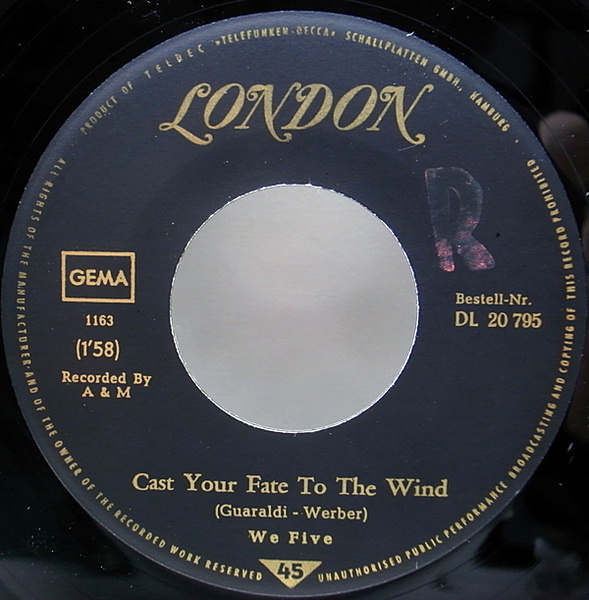 PRODUCT OF TELDEC »TELEFUNKEN-DECCA« SCHALLPLATTEN GMBH., HAMBURG •
LONDON
R
GEMA
1163
(1'58)
Recorded By
A & M
Bestell-Nr.
DL 20 795
Cast Your Fate To The Wind
(Guaraldi - Werber)
We Five
45
ALL RIGHTS OF THE MANUFACTURER AND OF THE OWNER OF THE RECORDED WORK RESERVED
UNAUTHORISED PUBLIC PERFORMANCE BROADCASTING AND COPYING OF THIS RECORD PROHIBITED